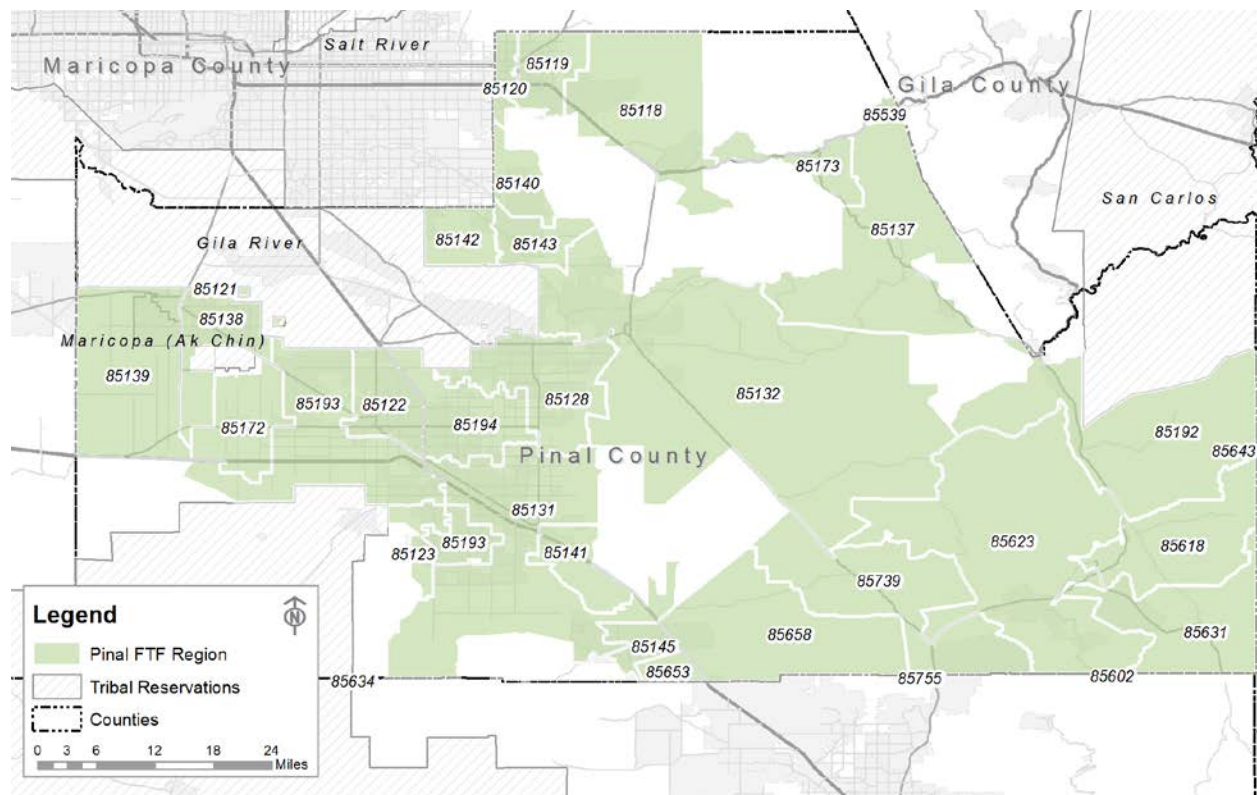 Salt River
Maricopa County
85119
85120
85118
Gila County
85539
85173
85140
San Carlos
85142
85143
85137
Gila River
85121
85138
Maricopa (Ak Chin)
85139
85193
85122
85128
85132
85172
85194
85192
Pinal County
85643
85131
85123
85193
85141
85623
85618
85739
85145
85658
85631
85653
85634
85755
85602
Legend
N
Pinal FTF Region
Tribal Reservations
Counties
0 3 6 12 18 24
Miles